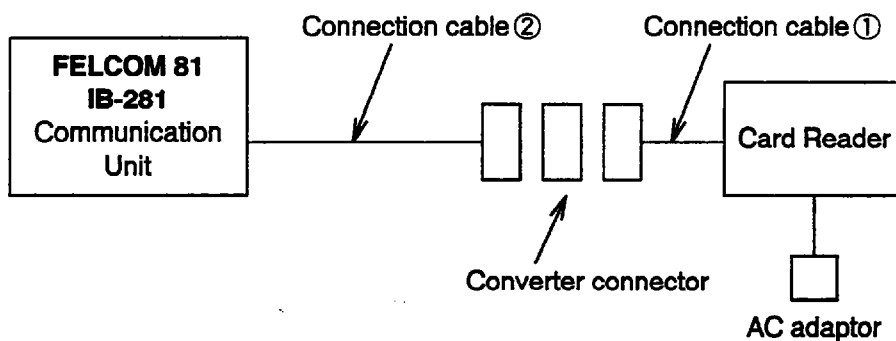 Connection cable ②
Connection cable ①
FELCOM 81
IB-281
Communication
Unit
Card Reader
Converter connector
AC adaptor